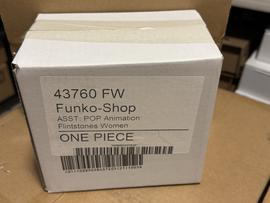 43760 FW
Funko-Shop
ASST: POP Animation
Flintstones Women
ONE PIECE